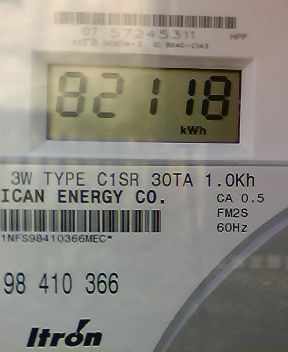 07 57245311 HPP
82118
kWh
3W TYPE C1SR 30TA 1.0Kh
ICAN ENERGY CO.
CA 0.5
FM2S
60Hz
1NFS98410366MEC*
98 410 366
Itron